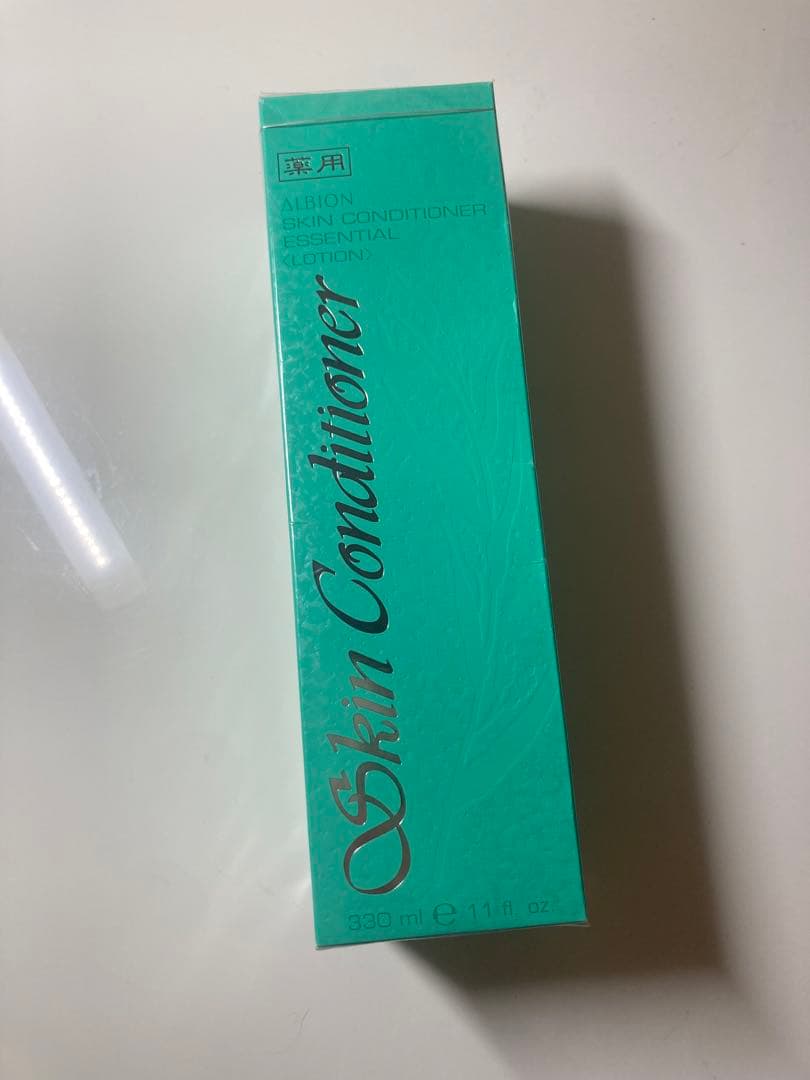 薬用
ALBION
SKIN CONDITIONER
ESSENTIAL
〈LOTION〉
Skin Conditioner
330 ml ℮ 11 fl. oz.